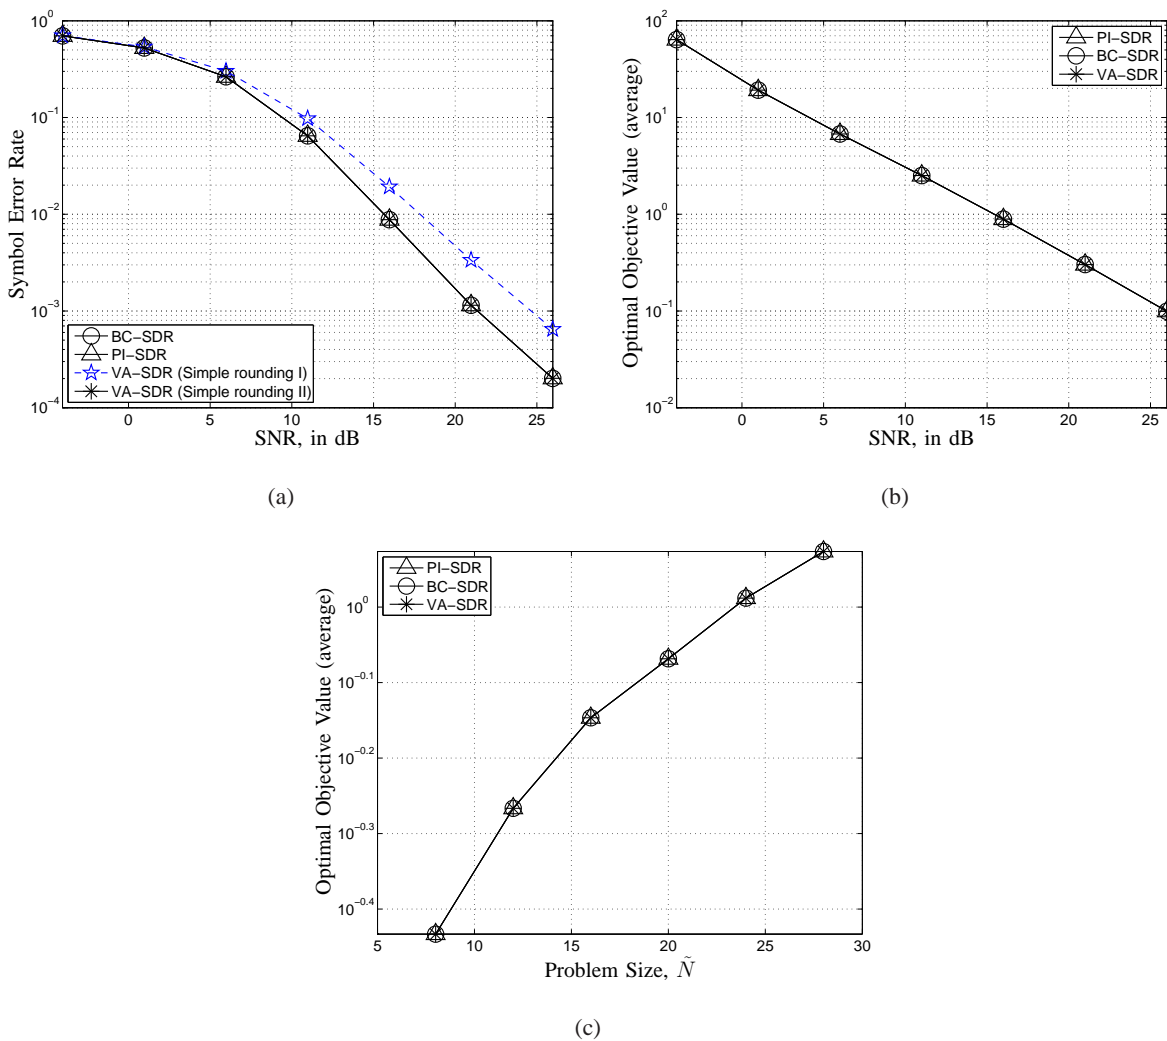 10^0
10^-1
10^-2
10^-3
10^-4
Symbol Error Rate
BC-SDR
PI-SDR
VA-SDR (Simple rounding I)
VA-SDR (Simple rounding II)
0 5 10 15 20 25
SNR, in dB
(a)
10^2
10^1
10^0
10^-1
10^-2
Optimal Objective Value (average)
PI-SDR
BC-SDR
VA-SDR
0 5 10 15 20 25
SNR, in dB
(b)
10^0
10^-0.1
10^-0.2
10^-0.3
10^-0.4
Optimal Objective Value (average)
PI-SDR
BC-SDR
VA-SDR
5 10 15 20 25 30
Problem Size, Ñ
(c)